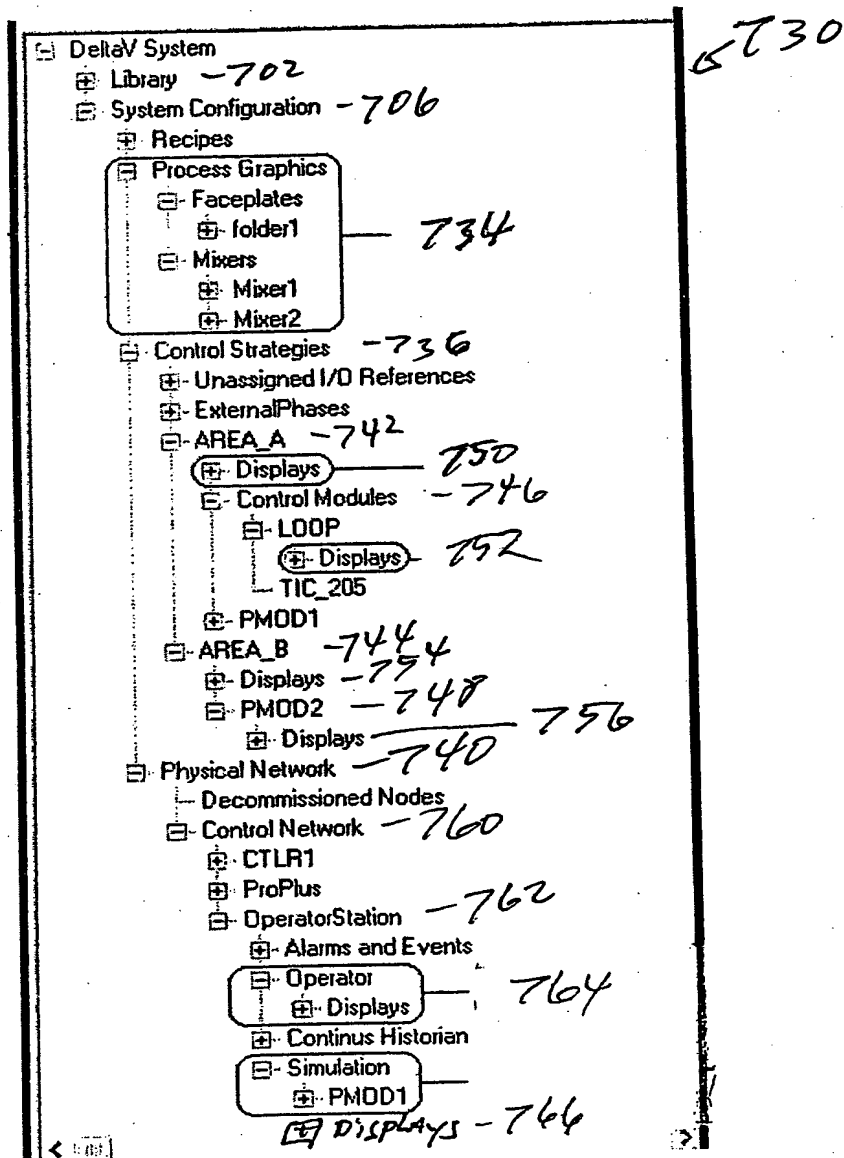 730
DeltaV System
Library - 702
System Configuration - 706
Recipes
Process Graphics
Faceplates
folder1
734
Mixers
Mixer1
Mixer2
Control Strategies - 736
Unassigned I/O References
ExternalPhases
AREA_A - 742
Displays 750
Control Modules - 746
LOOP
Displays 752
TIC_205
PMOD1
AREA_B - 744
Displays - 754
PMOD2 - 748
Displays 756
Physical Network - 740
Decommissioned Nodes
Control Network - 760
CTLR1
ProPlus
OperatorStation - 762
Alarms and Events
Operator
Displays 764
Continus Historian
Simulation
PMOD1
DISPLAYS - 766